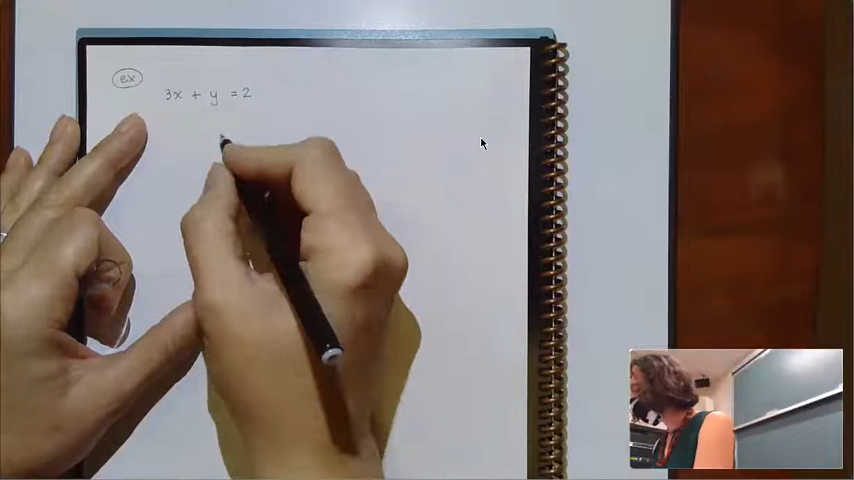 ex
3x + y = 2